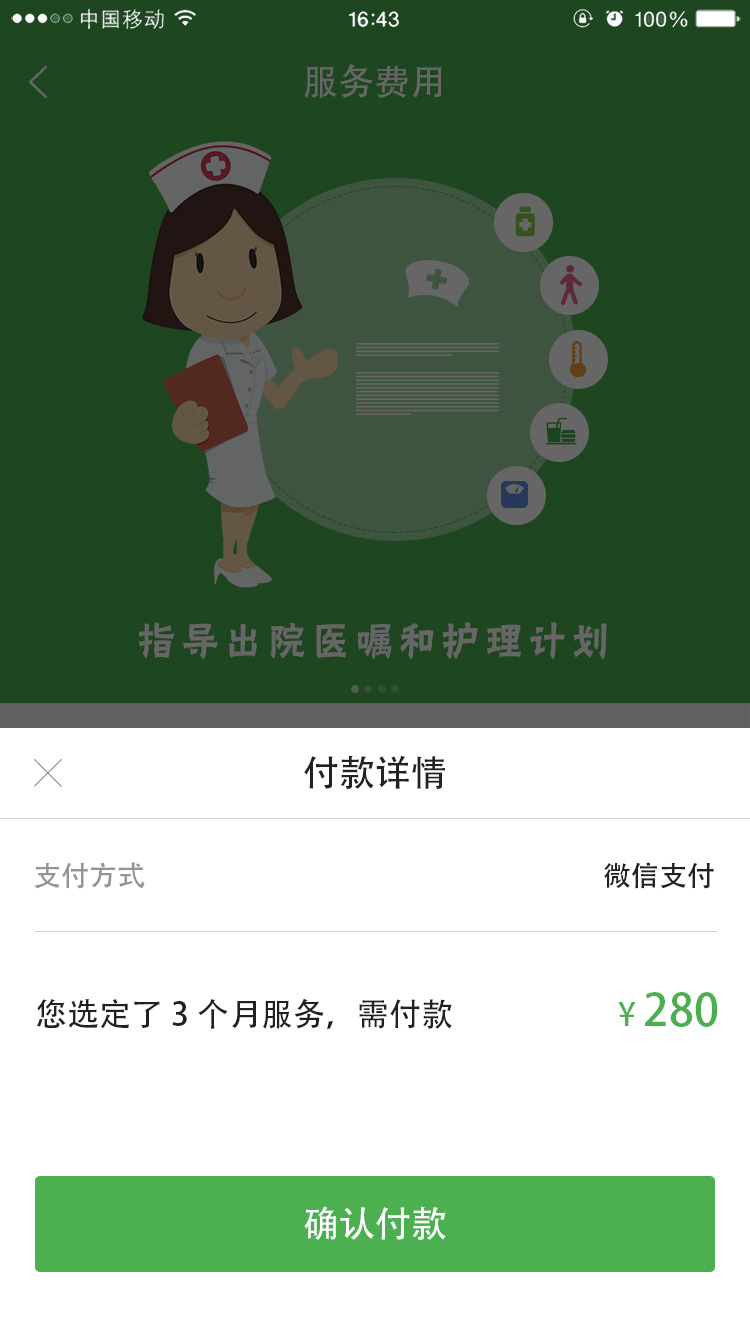 中国移动
16:43
100%
服务费用
指导出院医嘱和护理计划
付款详情
支付方式
微信支付
您选定了 3 个月服务，需付款
¥ 280
确认付款